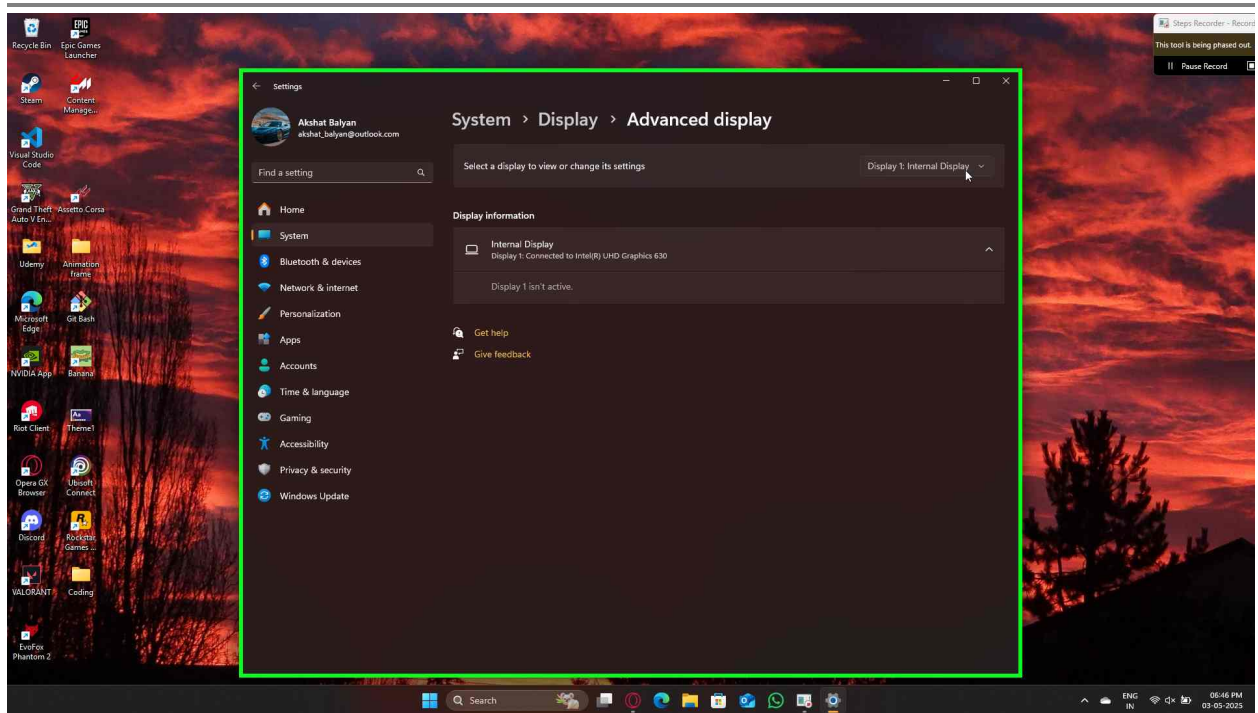 Recycle Bin
Epic Games
Launcher
Steam
Content
Manage...
Visual Studio
Code
Grand Theft
Auto V En...
Assetto Corsa
Udemy
Animation
frame
Microsoft
Edge
Git Bash
NVIDIA App
Banana
Riot Client
Theme1
Opera GX
Browser
Ubisoft
Connect
Discord
Rockstar
Games ...
VALORANT
Coding
EvoFox
Phantom 2
Steps Recorder - Record
This tool is being phased out.
Pause Record
Settings
Akshat Balyan
akshat_balyan@outlook.com
Find a setting
Home
System
Bluetooth & devices
Network & internet
Personalization
Apps
Accounts
Time & language
Gaming
Accessibility
Privacy & security
Windows Update
System > Display > Advanced display
Select a display to view or change its settings
Display 1: Internal Display
Display information
Internal Display
Display 1: Connected to Intel(R) UHD Graphics 630
Display 1 isn't active.
Get help
Give feedback
Search
ENG
IN
06:46 PM
03-05-2025